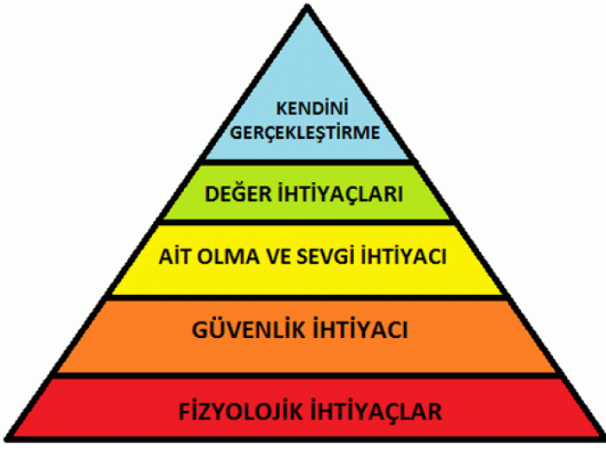 KENDİNİ
GERÇEKLEŞTİRME
DEĞER İHTİYAÇLARI
AİT OLMA VE SEVGİ İHTİYACI
GÜVENLİK İHTİYACI
FİZYOLOJİK İHTİYAÇLAR